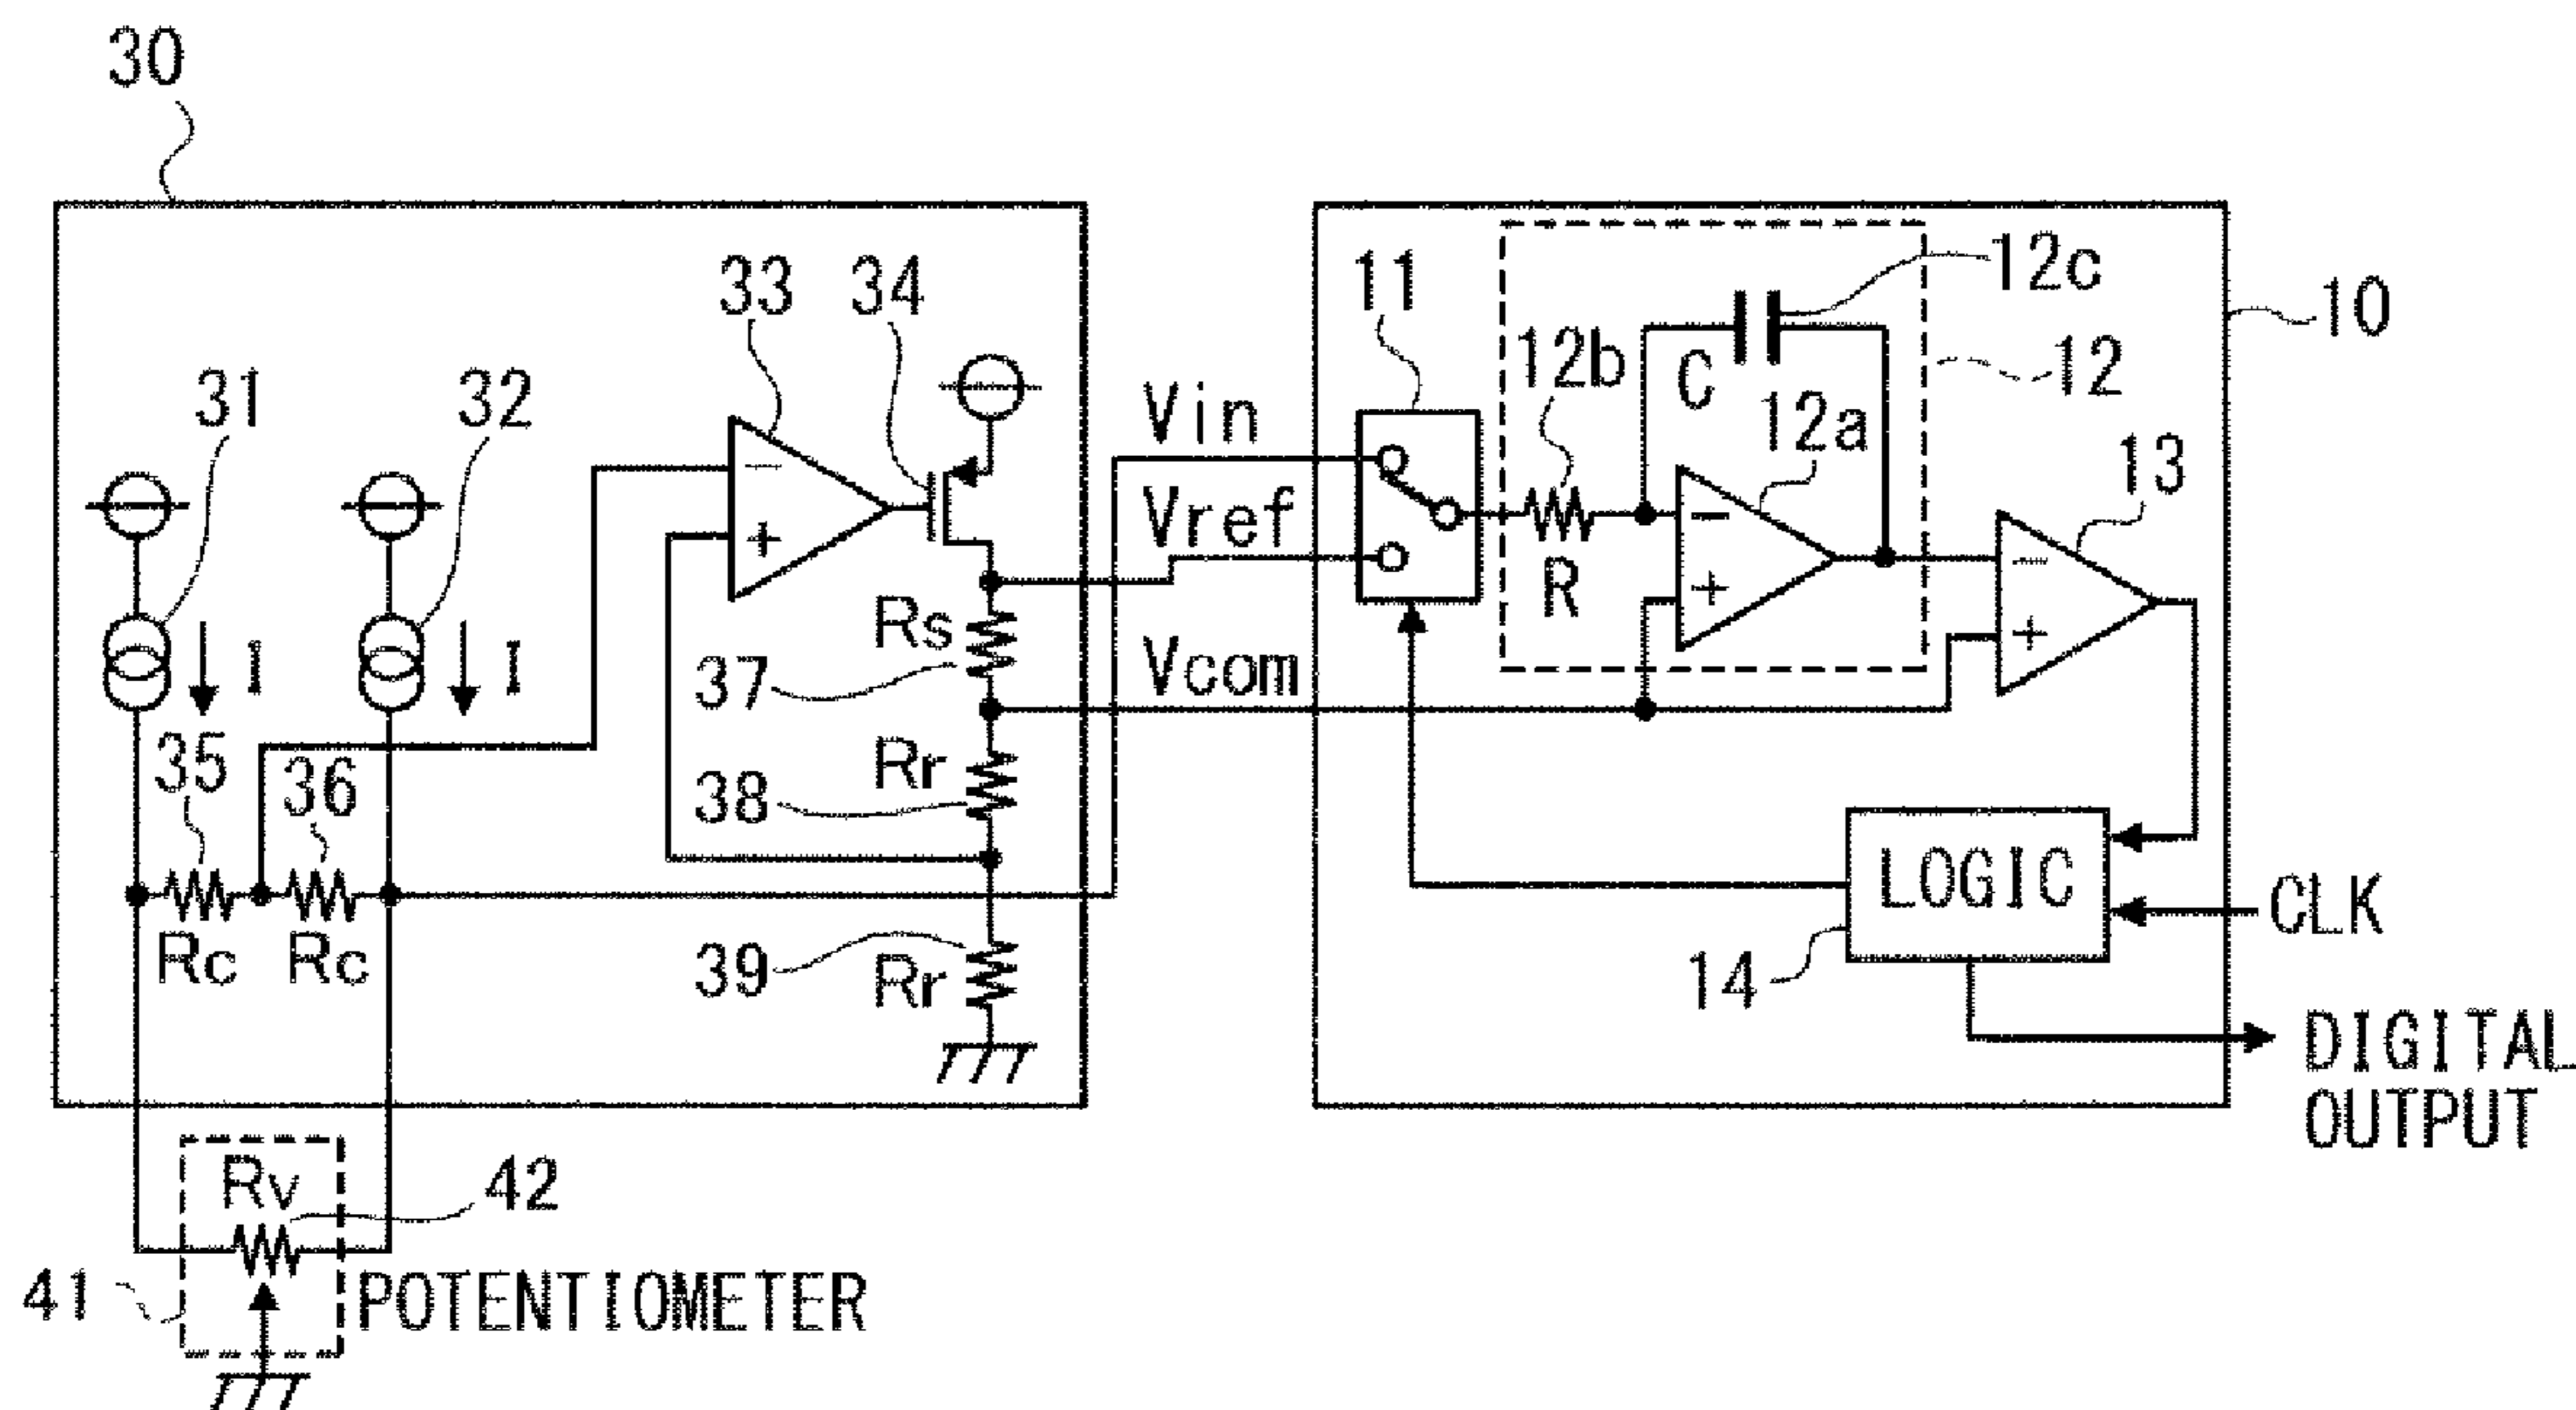 30
33
34
11
12c
10
12b
C
12
31
32
Vin
12a
13
Vref
R
I
I
Rs
37
Vcom
35
36
Rr
38
LOGIC
CLK
Rc
Rc
39
Rr
14
DIGITAL
OUTPUT
Rv
42
41
POTENTIOMETER
− + − + − +